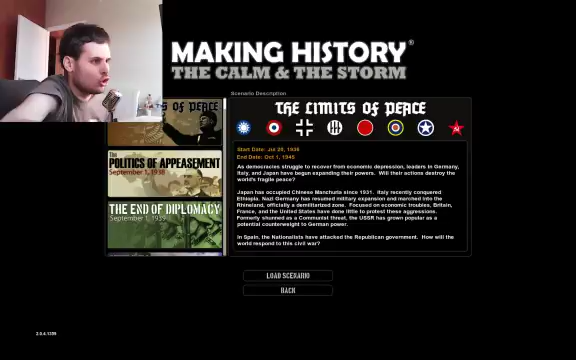 MAKING HISTORY®
THE CALM & THE STORM
Scenario Description
THE LIMITS OF PEACE
OF PEACE
The
POLITICS OF APPEASEMENT
September 1, 1938
THE END OF DIPLOMACY
September 1, 1939
End Date: Oct 1, 1945
As democracies struggle to recover from economic depression, leaders in Germany,
Italy, and Japan have begun expanding their powers. Will their actions destroy the
world's fragile peace?
Japan has occupied Chinese Manchuria since 1931. Italy recently conquered
Ethiopia. Nazi Germany has resumed military expansion and marched into the
Rhineland, officially a demilitarized zone. Focused on economic troubles, Britain,
France, and the United States have done little to protest these aggressions.
Formerly shunned as a Communist threat, the USSR has grown popular as a
potential counterweight to German power.
In Spain, the Nationalists have attacked the Republican government. How will the
world respond to this civil war?
LOAD SCENARIO
BACK